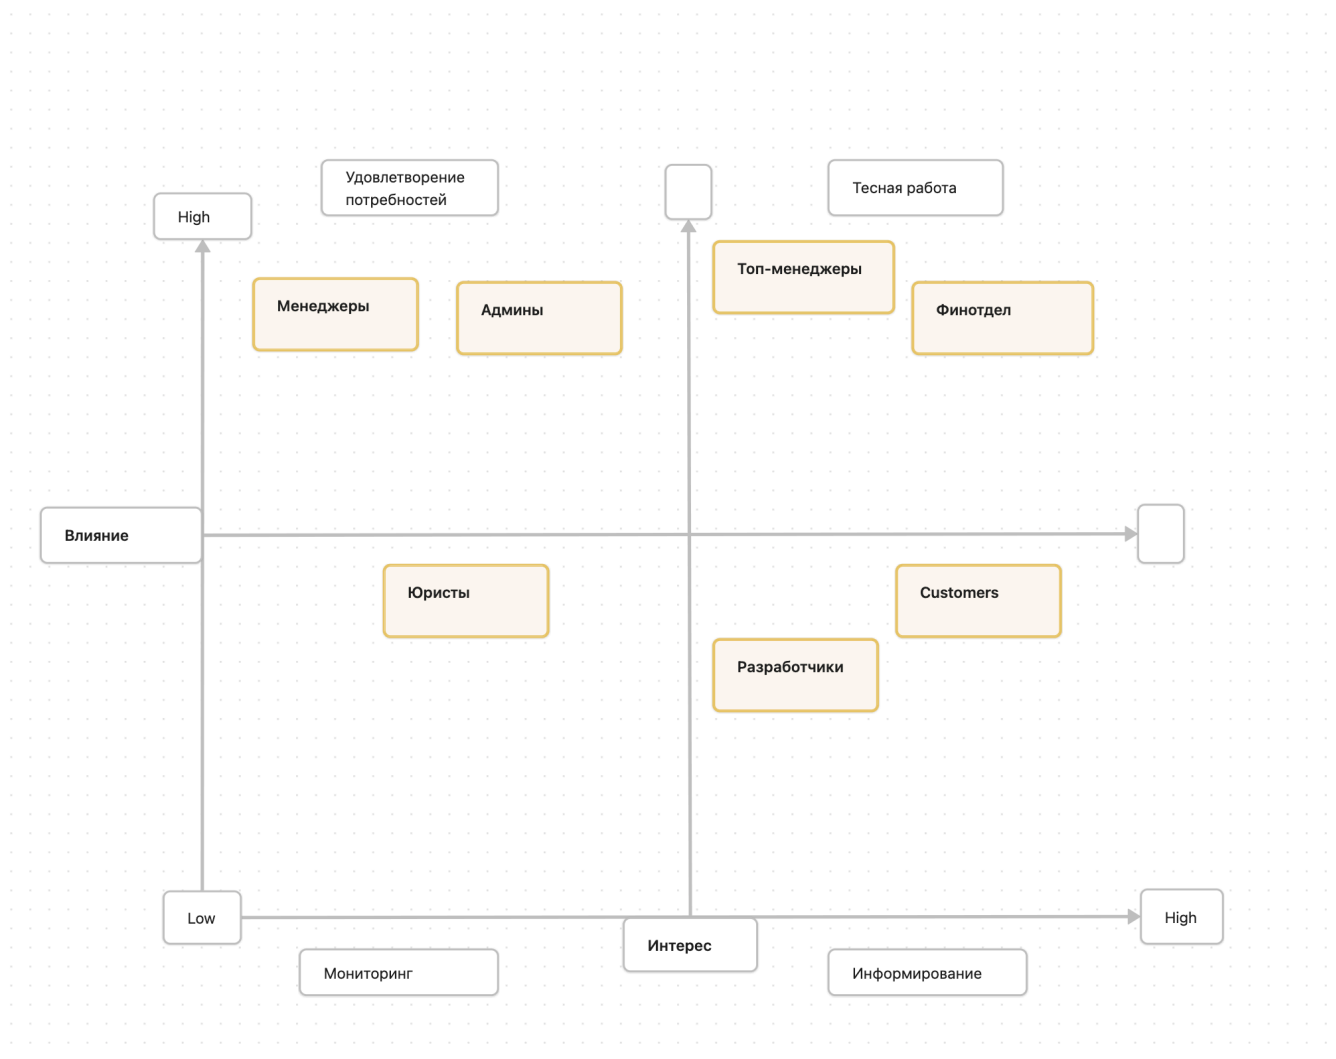 Удовлетворение
потребностей
Тесная работа
High
Топ-менеджеры
Менеджеры
Админы
Финотдел
Влияние
Юристы
Customers
Разработчики
Low
High
Интерес
Мониторинг
Информирование